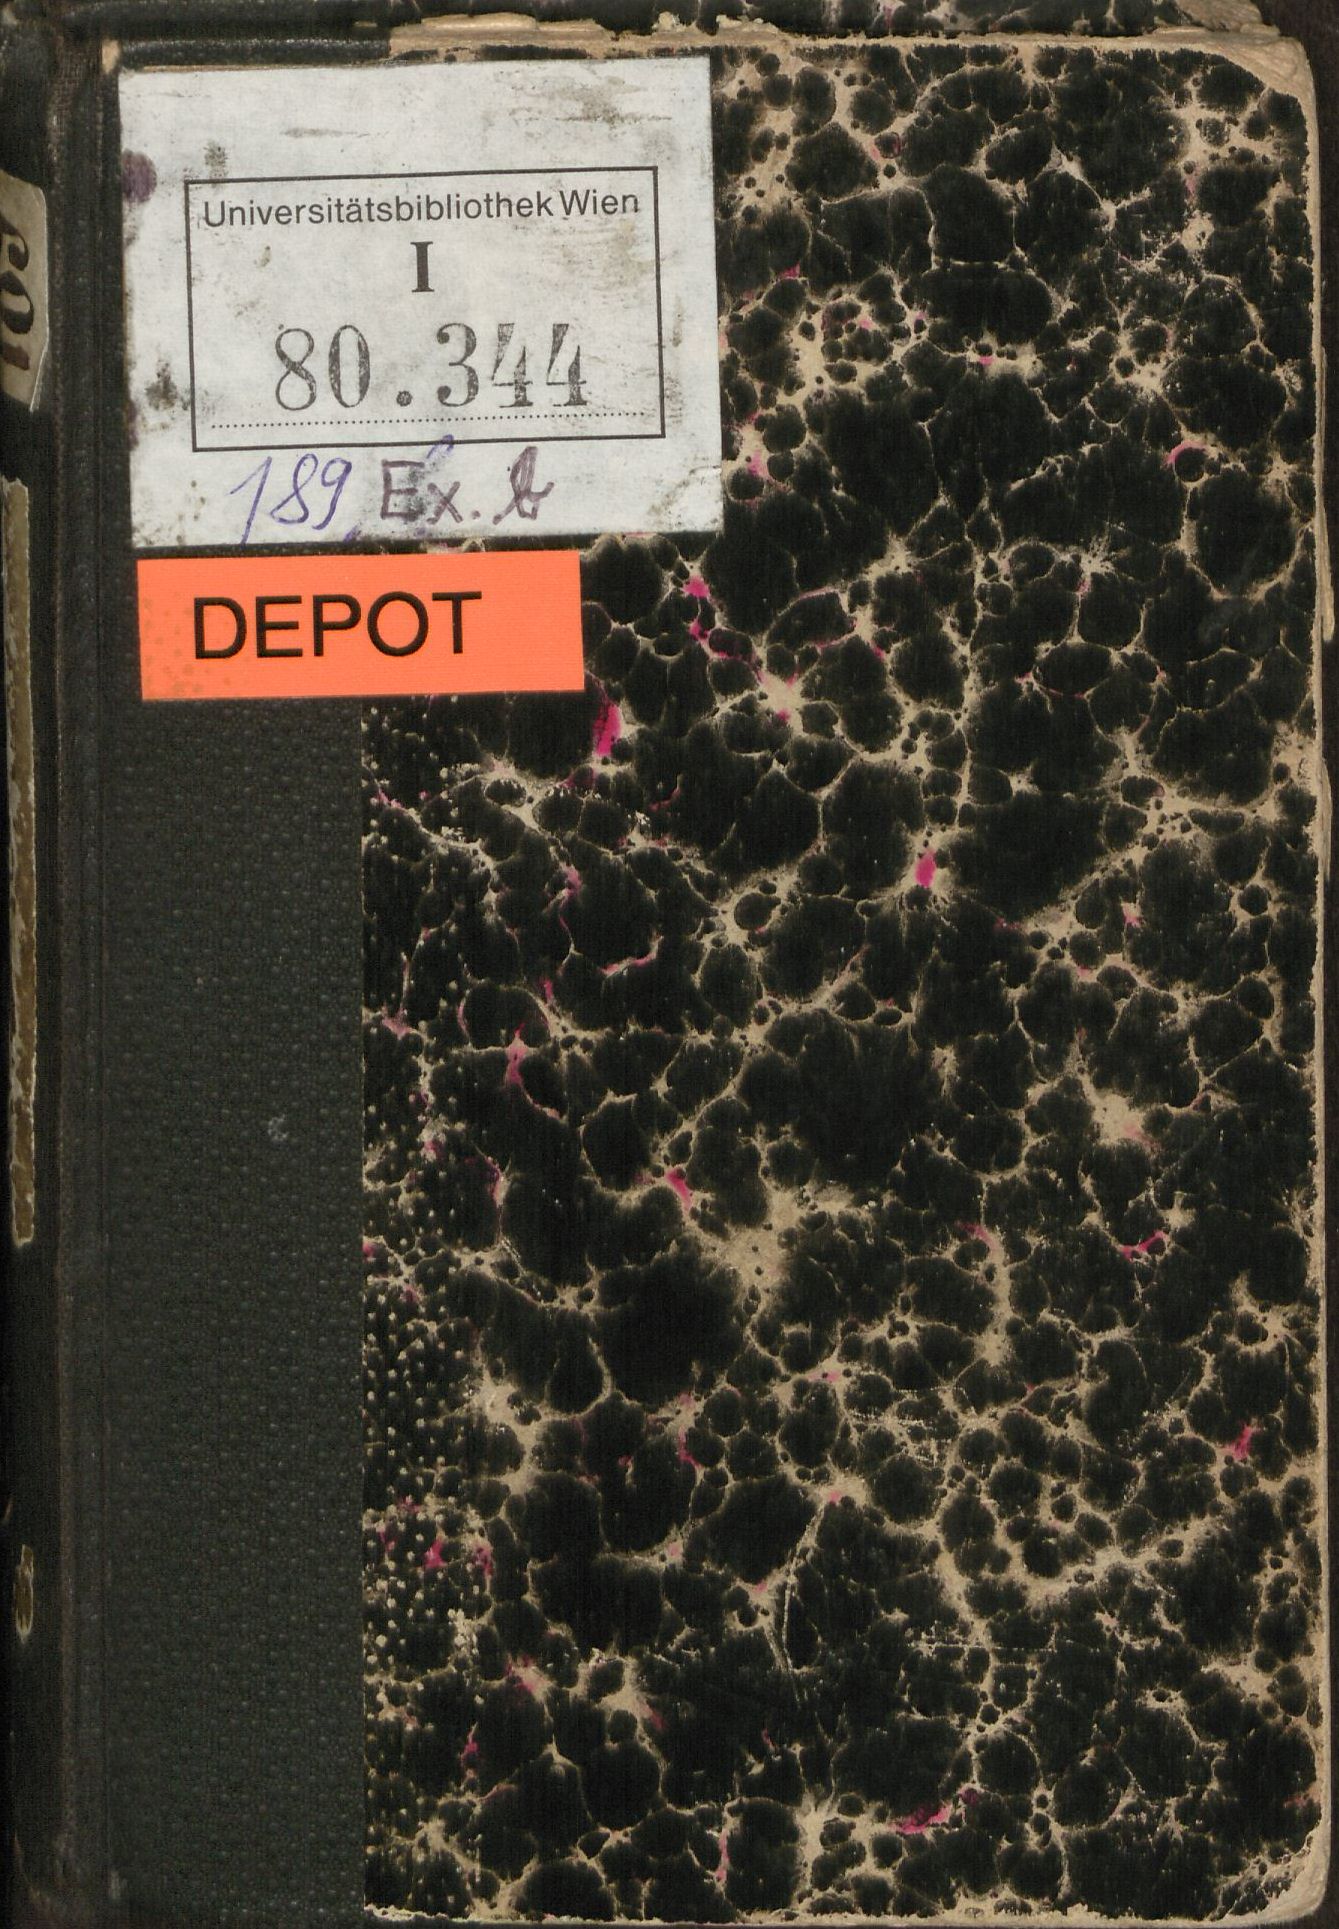 Universitätsbibliothek Wien
I
80.344
189 Ex. b
DEPOT